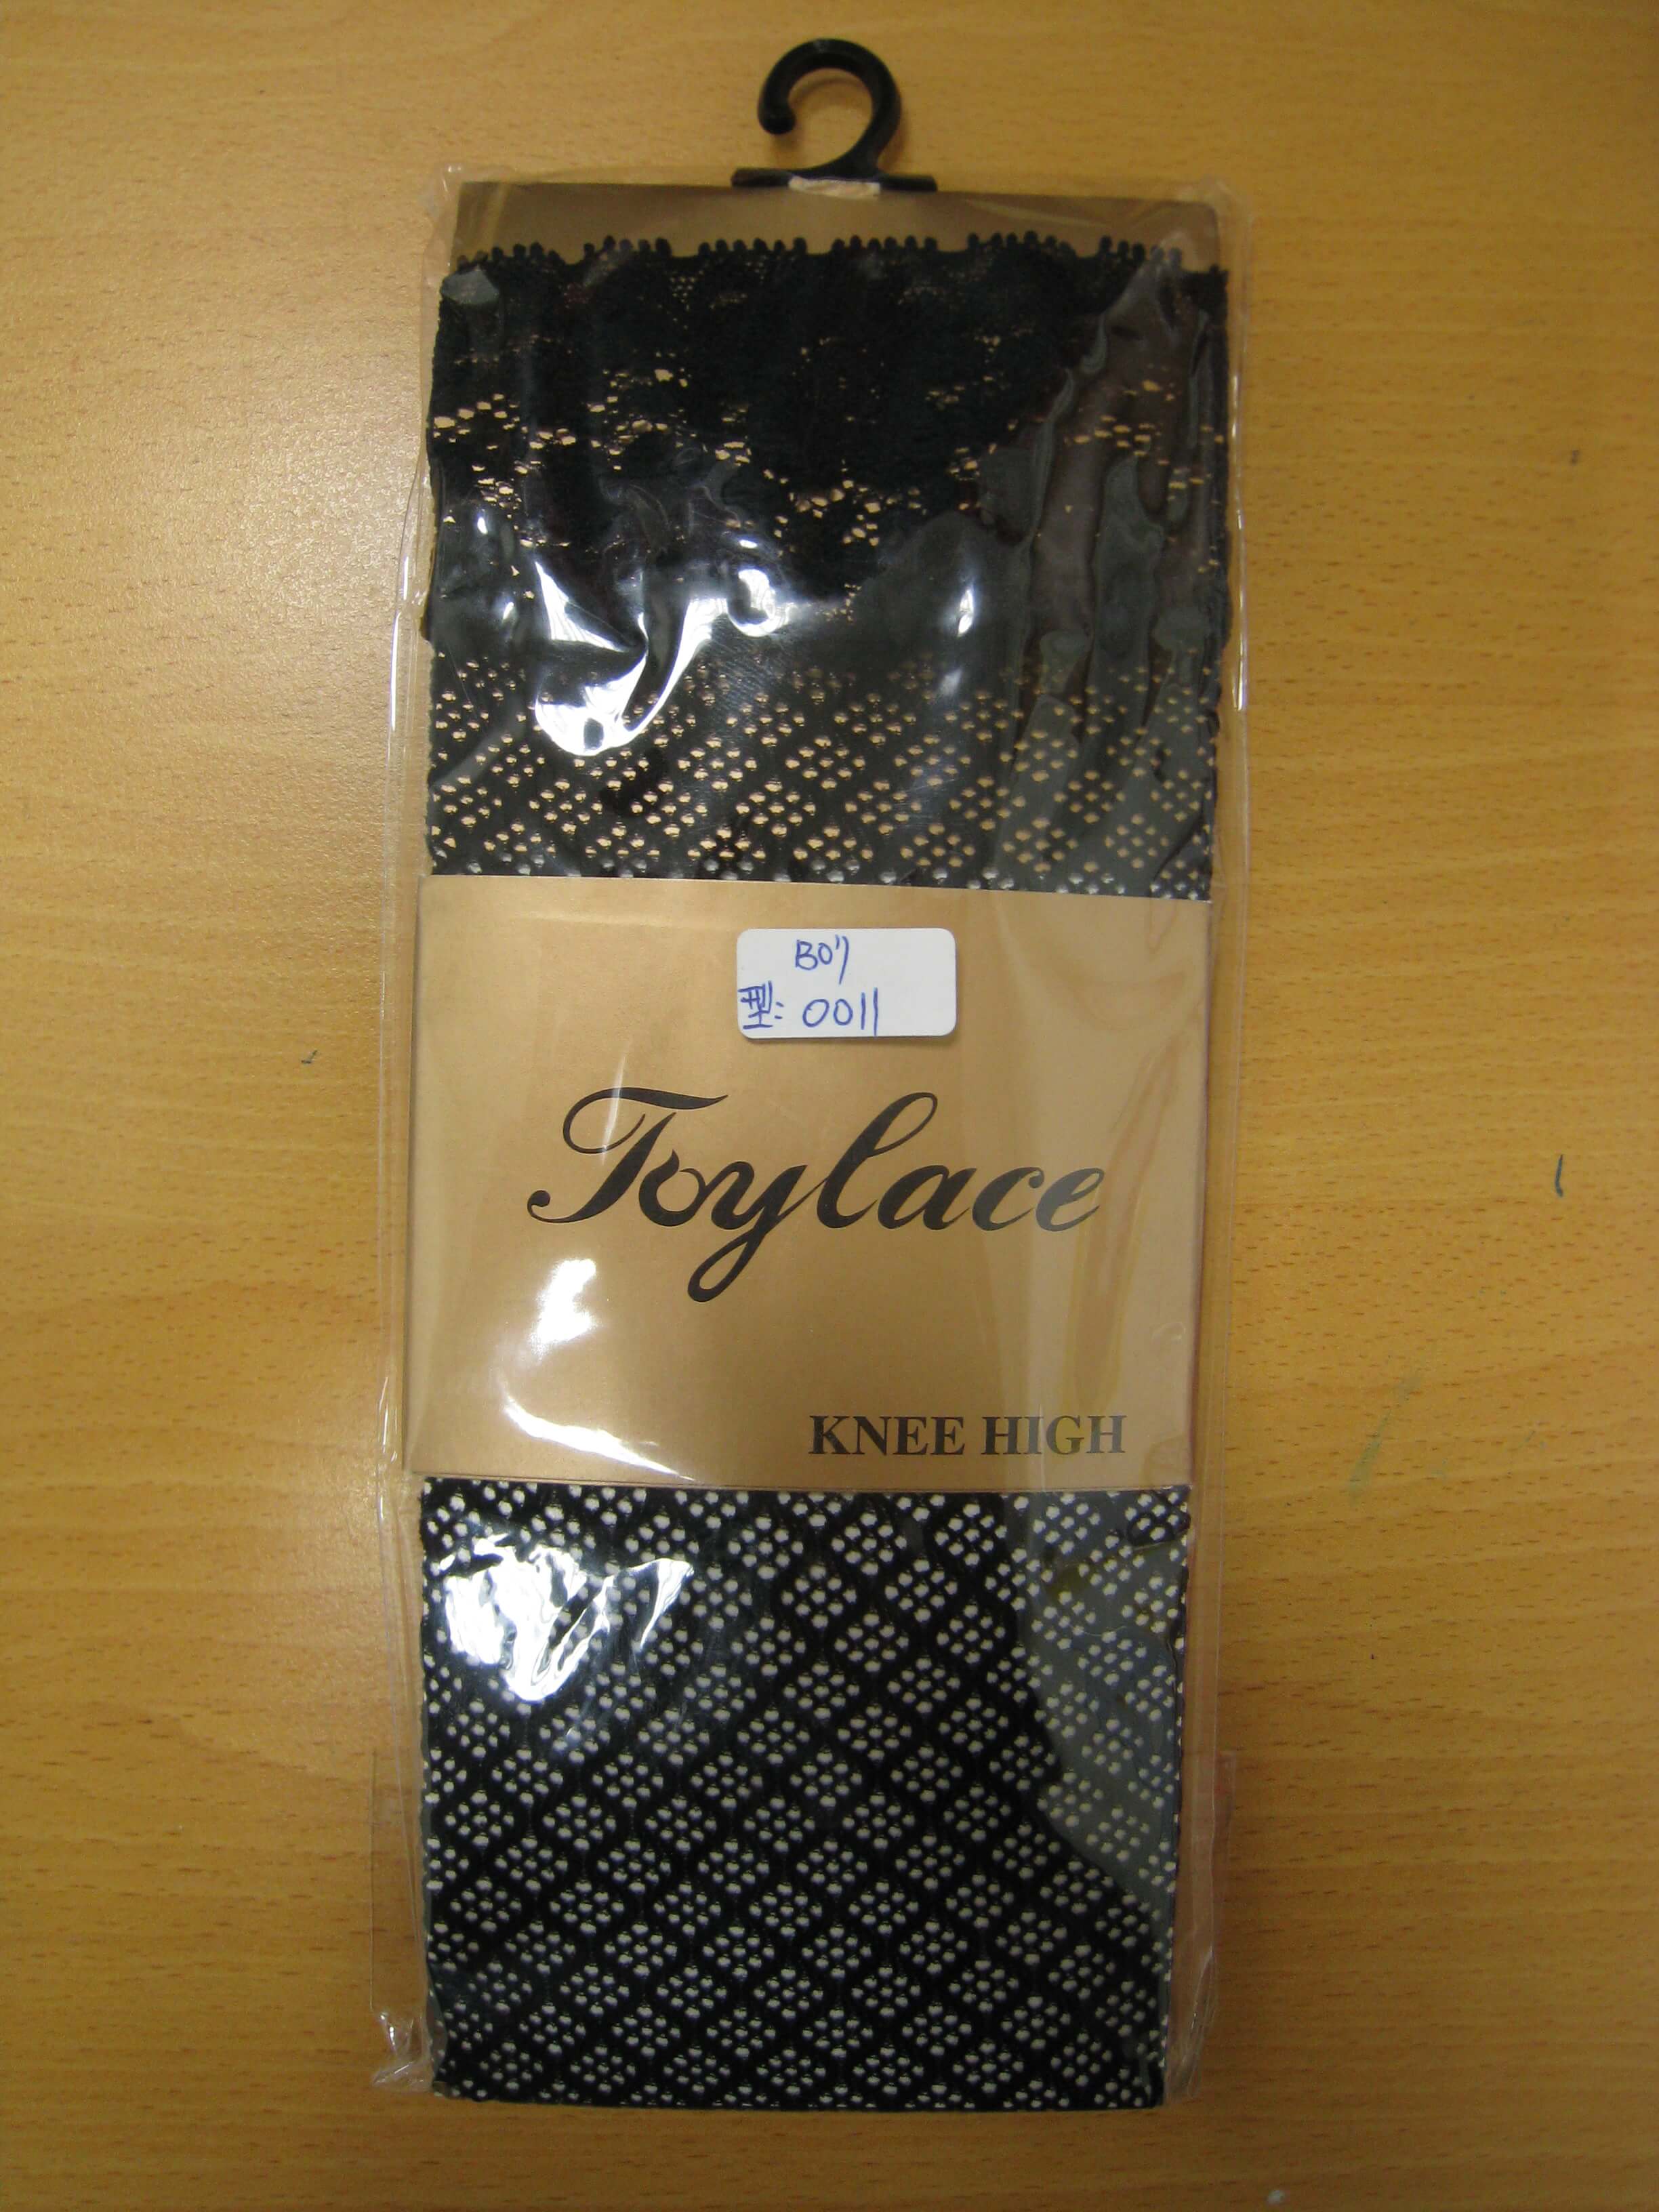 B07
型: 0011
Toylace
KNEE HIGH